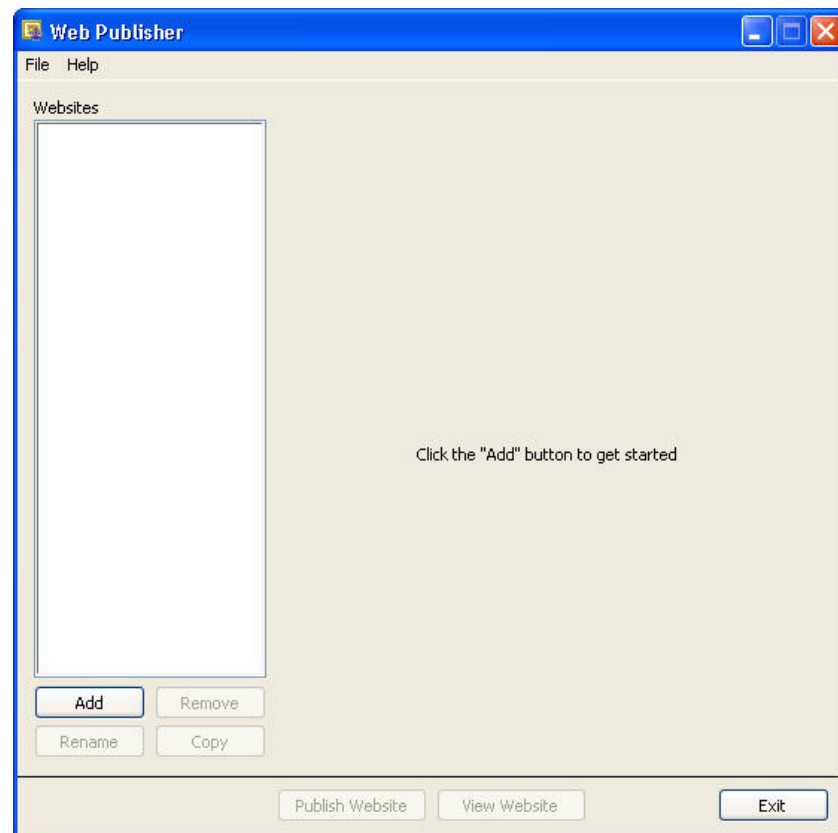 Web Publisher
File Help
Websites
Click the "Add" button to get started
Add Remove
Rename Copy
Publish Website View Website Exit